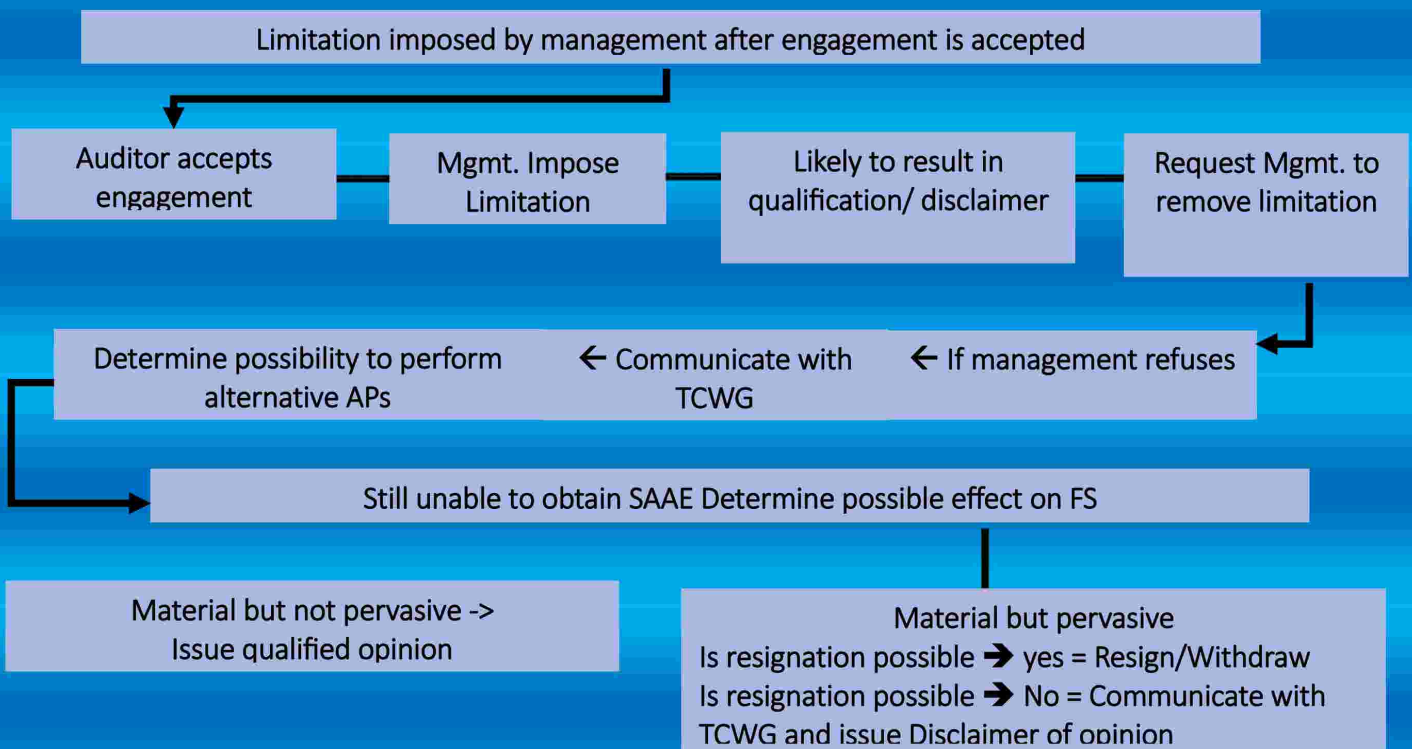 Limitation imposed by management after engagement is accepted
Auditor accepts
engagement
Mgmt. Impose
Limitation
Likely to result in
qualification/ disclaimer
Request Mgmt. to
remove limitation
Determine possibility to perform
alternative APs
← Communicate with
TCWG
← If management refuses
Still unable to obtain SAAE Determine possible effect on FS
Material but not pervasive ->
Issue qualified opinion
Material but pervasive
Is resignation possible → yes = Resign/Withdraw
Is resignation possible → No = Communicate with
TCWG and issue Disclaimer of opinion